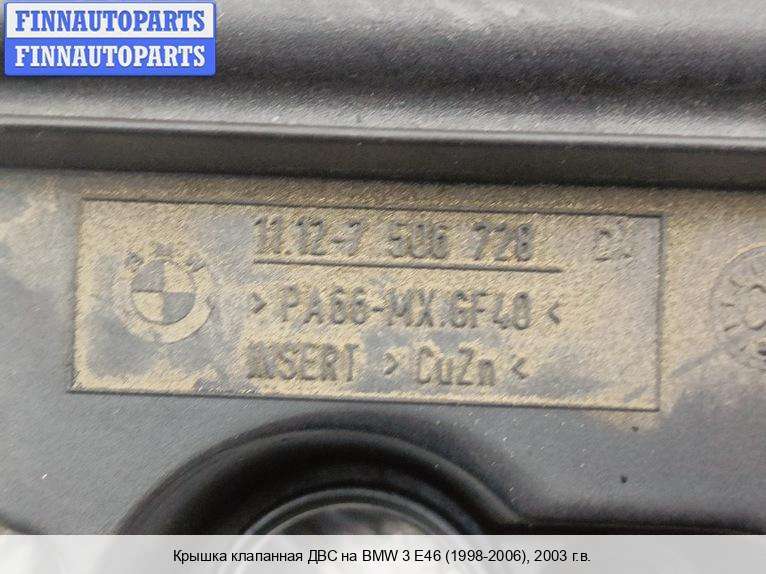 FINNAUTOPARTS
FINNAUTOPARTS
11.12-7 506 728
BMW
>PA66-MX.GF40<
INSERT >CuZn<
Крышка клапанная ДВС на BMW 3 E46 (1998-2006), 2003 г.в.